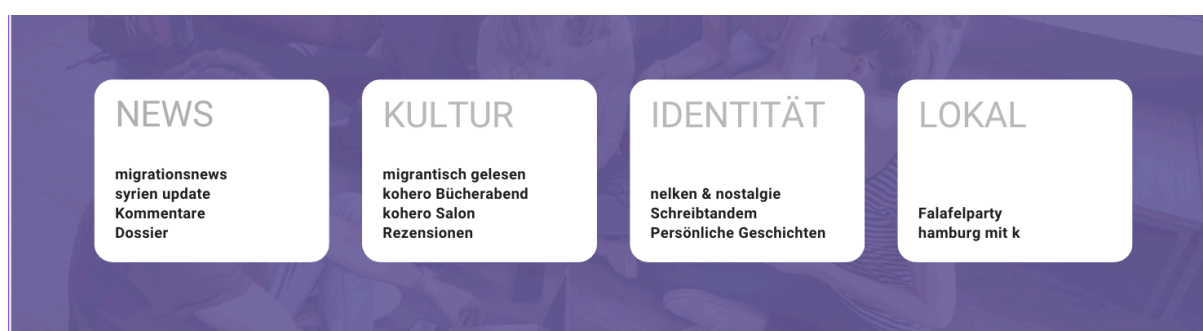 NEWS
migrationsnews
syrien update
Kommentare
Dossier
KULTUR
migrantisch gelesen
kohero Bücherabend
kohero Salon
Rezensionen
IDENTITÄT
nelken & nostalgie
Schreibtandem
Persönliche Geschichten
LOKAL
Falafelparty
hamburg mit k